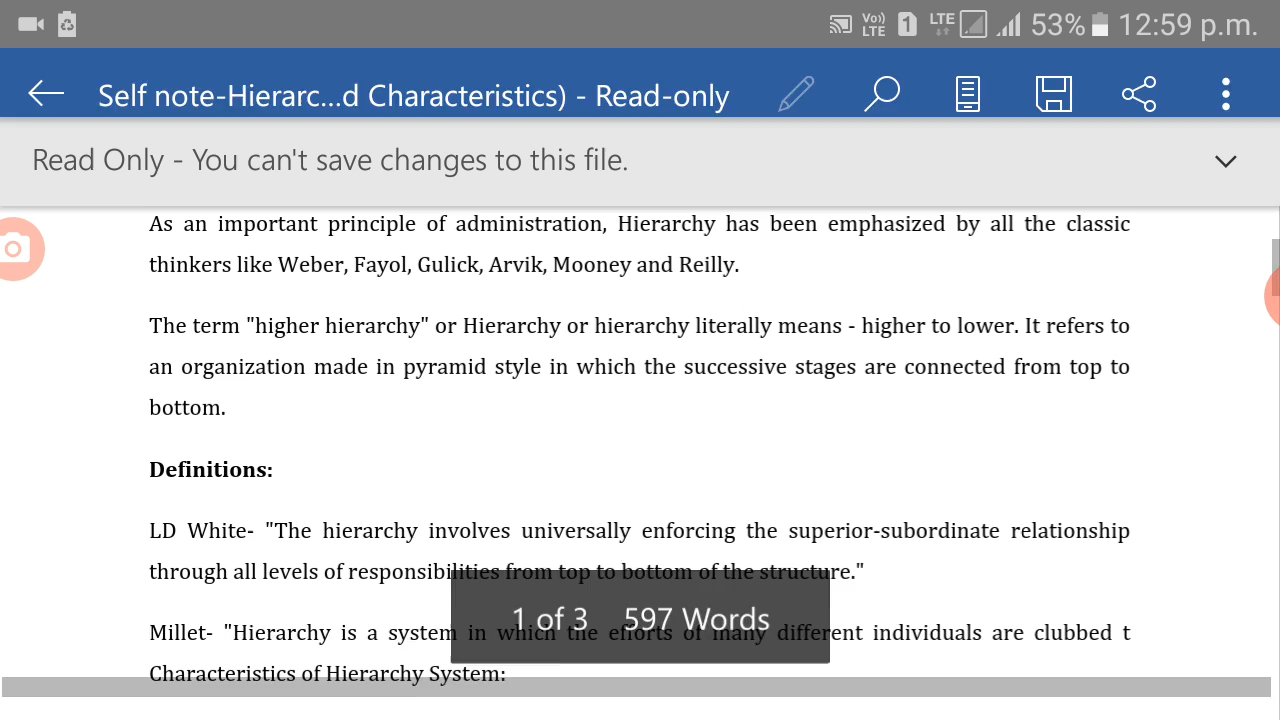 Vo) LTE 1 LTE 53% 12:59 p.m.
Self note-Hierarc...d Characteristics) - Read-only
Read Only - You can't save changes to this file.
As an important principle of administration, Hierarchy has been emphasized by all the classic
thinkers like Weber, Fayol, Gulick, Arvik, Mooney and Reilly.
The term "higher hierarchy" or Hierarchy or hierarchy literally means - higher to lower. It refers to
an organization made in pyramid style in which the successive stages are connected from top to
bottom.
Definitions:
LD White- "The hierarchy involves universally enforcing the superior-subordinate relationship
through all levels of responsibilities from top to bottom of the structure."
1 of 3 597 Words
Millet- "Hierarchy is a system in which the efforts of many different individuals are clubbed t
Characteristics of Hierarchy System: